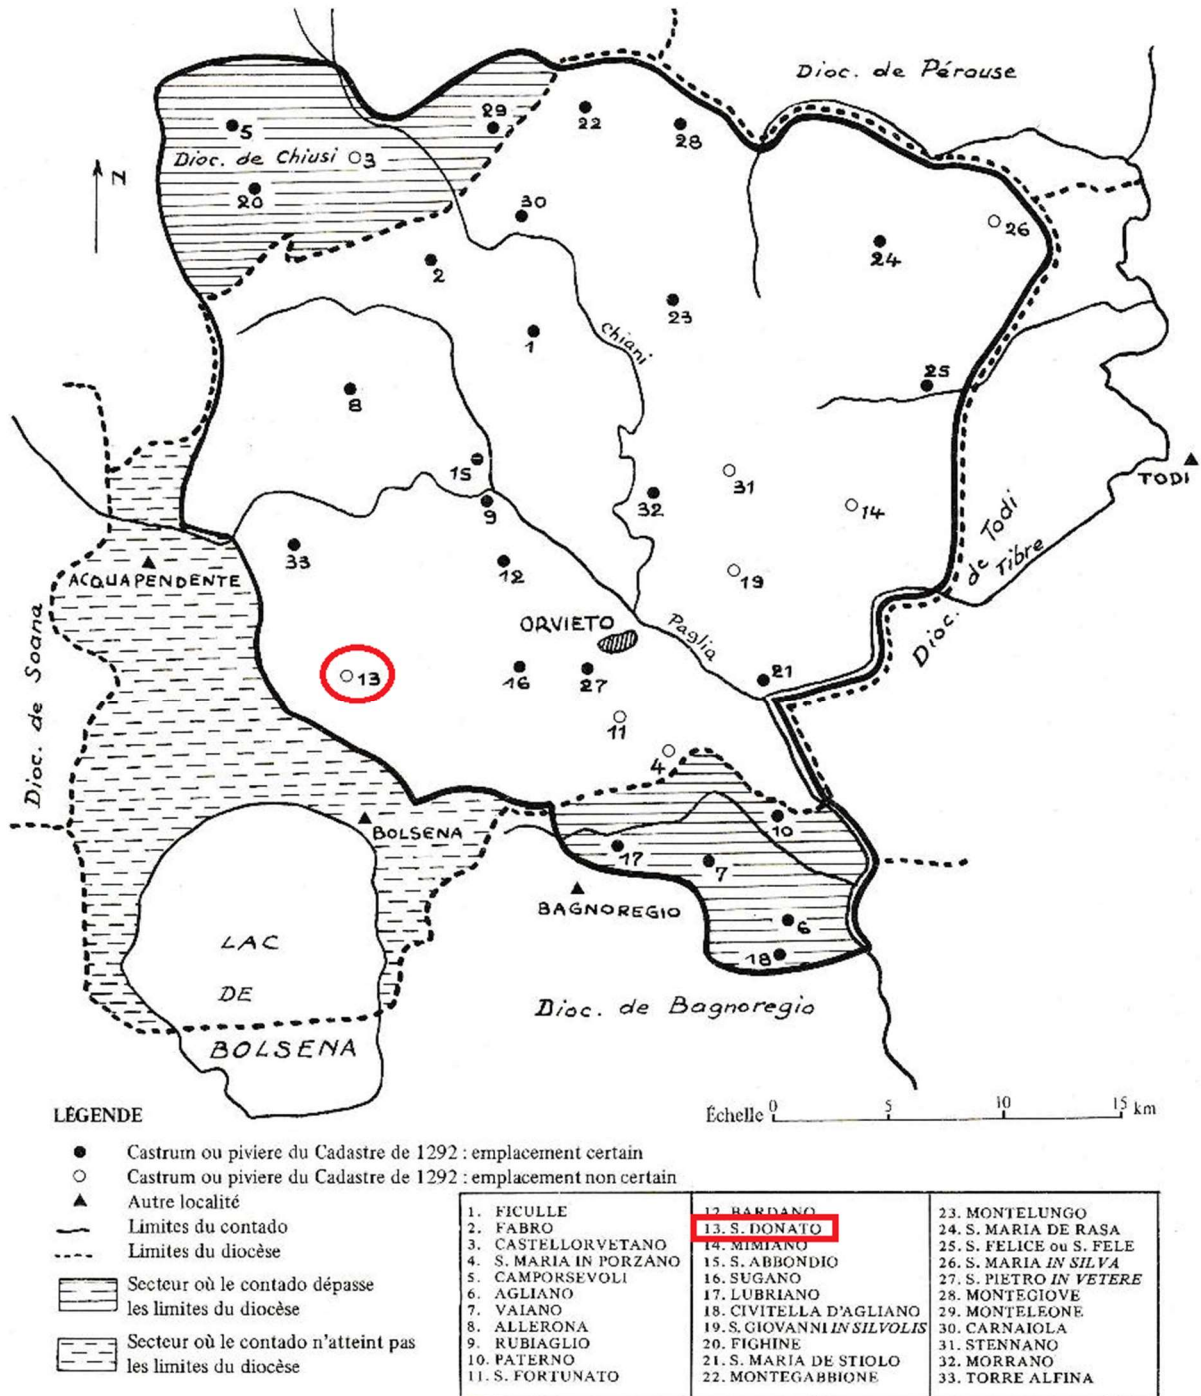 Dioc. de Pérouse
29
22
28
5
Dioc. de Chiusi
3
N
20
30
26
24
2
23
Chiani
1
25
8
15
31
TODI
9
32
14
33
12
19
ACQUAPENDENTE
Dioc. de Todi
Tibre
ORVIETO
Paglia
Dioc. de Soana
13
16
27
21
11
4
BOLSENA
10
17
7
BAGNOREGIO
6
18
LAC
DE
BOLSENA
Dioc. de Bagnoregio
LÉGENDE
Échelle 0 5 10 15 km
Castrum ou piviere du Cadastre de 1292 : emplacement certain
Castrum ou piviere du Cadastre de 1292 : emplacement non certain
Autre localité
Limites du contado
Limites du diocèse
Secteur où le contado dépasse
les limites du diocèse
Secteur où le contado n'atteint pas
les limites du diocèse
1. FICULLE
2. FABRO
3. CASTELLORVETANO
4. S. MARIA IN PORZANO
5. CAMPORSEVOLI
6. AGLIANO
7. VAIANO
8. ALLERONA
9. RUBIAGLIO
10. PATERNO
11. S. FORTUNATO
12. BARDANO
13. S. DONATO
14. MIMIANO
15. S. ABBONDIO
16. SUGANO
17. LUBRIANO
18. CIVITELLA D'AGLIANO
19. S. GIOVANNI IN SILVOLIS
20. FIGHINE
21. S. MARIA DE STIOLO
22. MONTEGABBIONE
23. MONTELUNGO
24. S. MARIA DE RASA
25. S. FELICE ou S. FELE
26. S. MARIA IN SILVA
27. S. PIETRO IN VETERE
28. MONTEGIOVE
29. MONTELEONE
30. CARNAIOLA
31. STENNANO
32. MORRANO
33. TORRE ALFINA